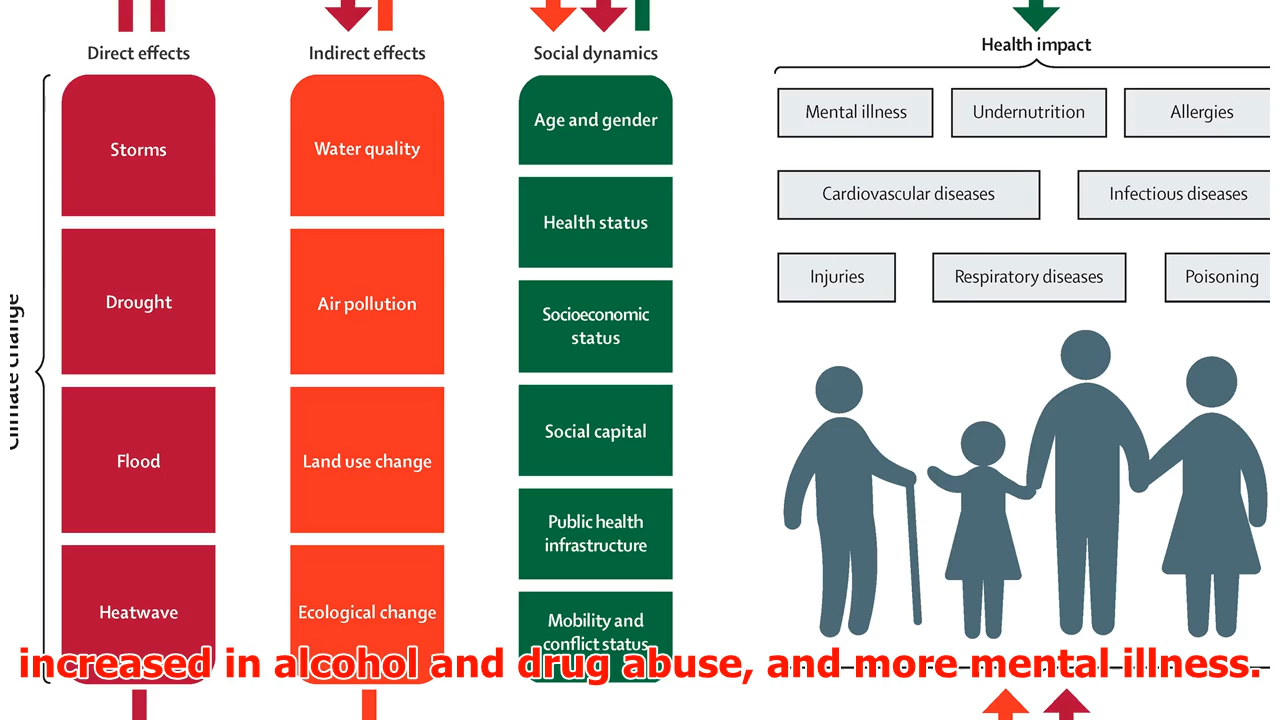 Direct effects
Indirect effects
Social dynamics
Health impact
Climate change
Storms
Drought
Flood
Heatwave
Water quality
Air pollution
Land use change
Ecological change
Age and gender
Health status
Socioeconomic
status
Social capital
Public health
infrastructure
Mobility and
conflict status
Mental illness
Undernutrition
Allergies
Cardiovascular diseases
Infectious diseases
Injuries
Respiratory diseases
Poisoning
increased in alcohol and drug abuse, and more mental illness.